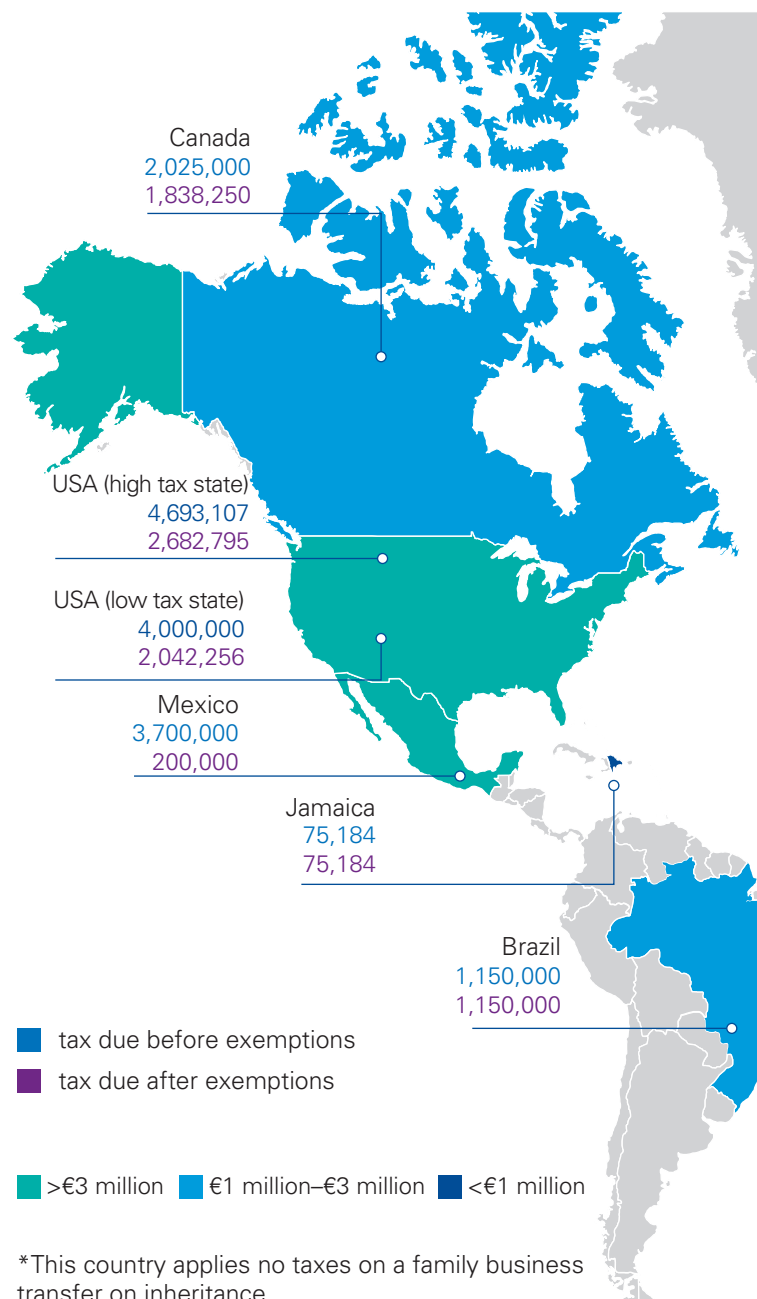 Canada
2,025,000
1,838,250
USA (high tax state)
4,693,107
2,682,795
USA (low tax state)
4,000,000
2,042,256
Mexico
3,700,000
200,000
Jamaica
75,184
75,184
Brazil
1,150,000
1,150,000
tax due before exemptions
tax due after exemptions
>€3 million €1 million–€3 million <€1 million
*This country applies no taxes on a family business
transfer on inheritance